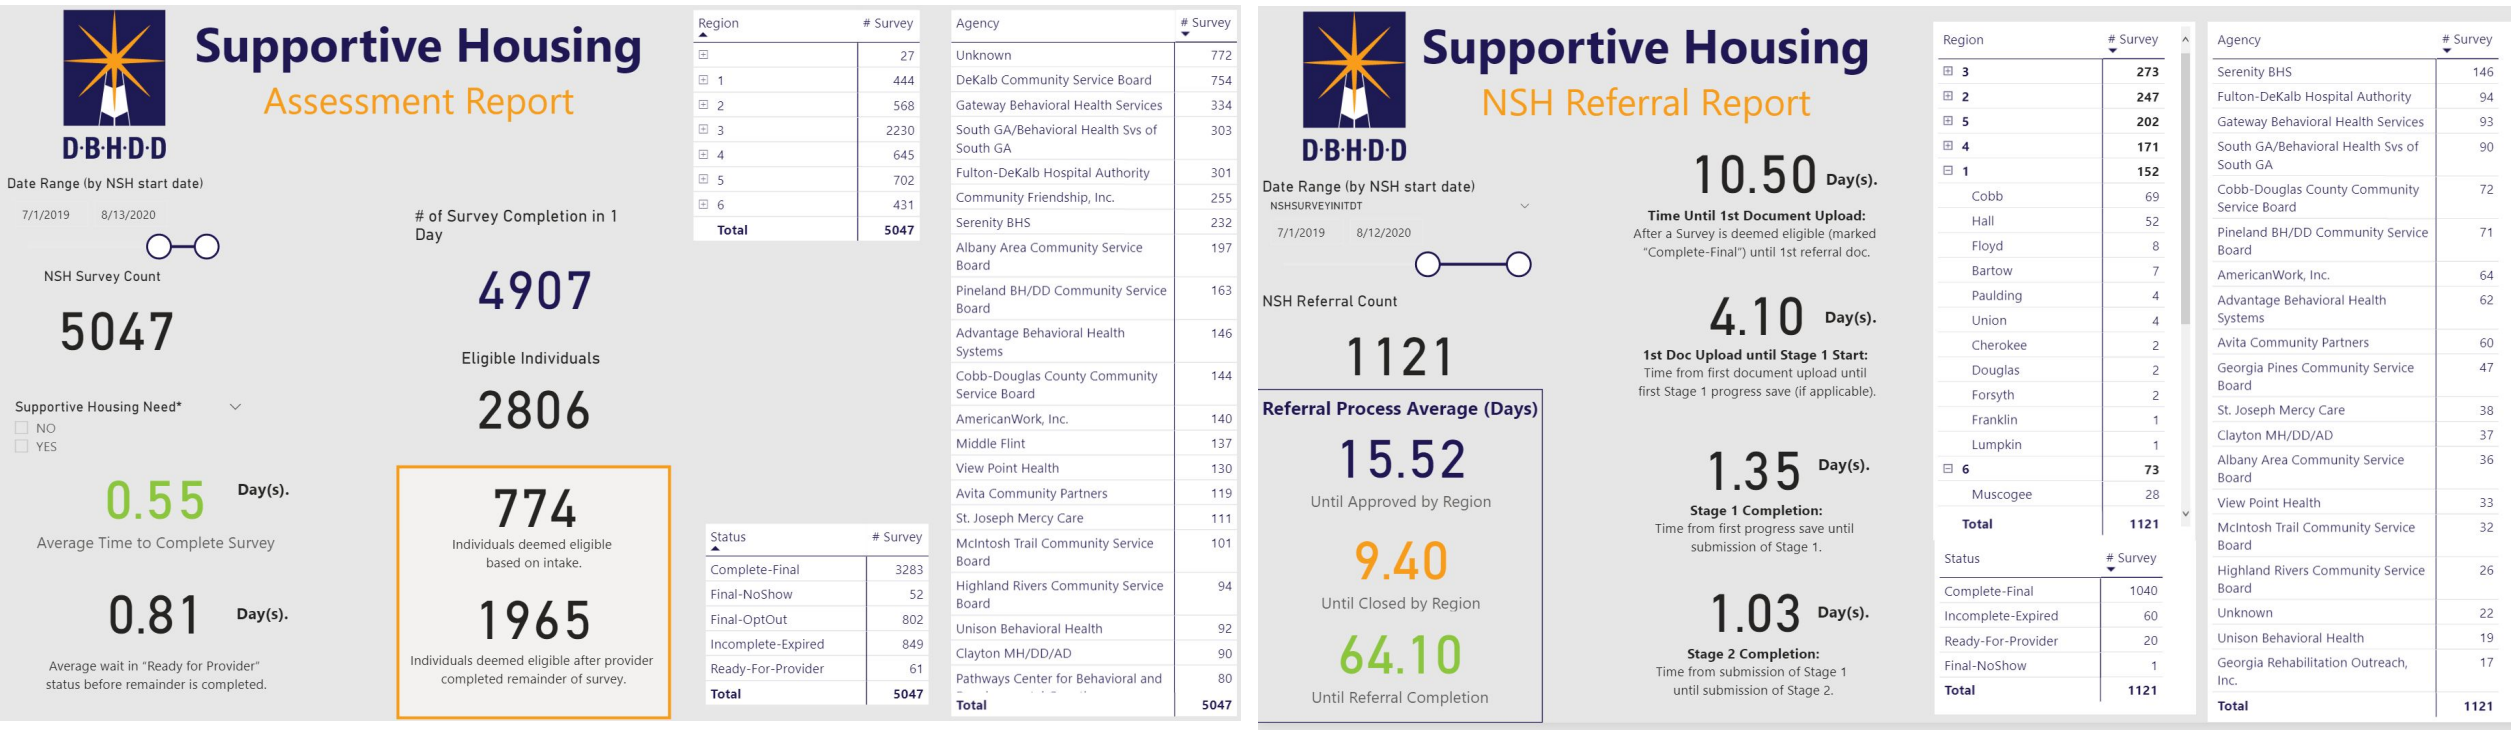 Supportive Housing
Assessment Report
D·B·H·D·D
Date Range (by NSH start date)
7/1/2019 8/13/2020
NSH Survey Count
5047
Supportive Housing Need*
NO
YES
0.55 Day(s).
Average Time to Complete Survey
0.81 Day(s).
Average wait in "Ready for Provider"
status before remainder is completed.
# of Survey Completion in 1
Day
4907
Eligible Individuals
2806
774
Individuals deemed eligible
based on intake.
1965
Individuals deemed eligible after provider
completed remainder of survey.
Region # Survey
27
1 444
2 568
3 2230
4 645
5 702
6 431
Total 5047
Status # Survey
Complete-Final 3283
Final-NoShow 52
Final-OptOut 802
Incomplete-Expired 849
Ready-For-Provider 61
Total 5047
Agency # Survey
Unknown 772
DeKalb Community Service Board 754
Gateway Behavioral Health Services 334
South GA/Behavioral Health Svs of 303
South GA
Fulton-DeKalb Hospital Authority 301
Community Friendship, Inc. 255
Serenity BHS 232
Albany Area Community Service 197
Board
Pineland BH/DD Community Service 163
Board
Advantage Behavioral Health 146
Systems
Cobb-Douglas County Community 144
Service Board
AmericanWork, Inc. 140
Middle Flint 137
View Point Health 130
Avita Community Partners 119
St. Joseph Mercy Care 111
McIntosh Trail Community Service 101
Board
Highland Rivers Community Service 94
Board
Unison Behavioral Health 92
Clayton MH/DD/AD 90
Pathways Center for Behavioral and 80
Total 5047
Supportive Housing
NSH Referral Report
D·B·H·D·D
Date Range (by NSH start date)
NSHSURVEYINITDT
7/1/2019 8/12/2020
NSH Referral Count
1121
Referral Process Average (Days)
15.52
Until Approved by Region
9.40
Until Closed by Region
64.10
Until Referral Completion
10.50 Day(s).
Time Until 1st Document Upload:
After a Survey is deemed eligible (marked
"Complete-Final") until 1st referral doc.
4.10 Day(s).
1st Doc Upload until Stage 1 Start:
Time from first document upload until
first Stage 1 progress save (if applicable).
1.35 Day(s).
Stage 1 Completion:
Time from first progress save until
submission of Stage 1.
1.03 Day(s).
Stage 2 Completion:
Time from submission of Stage 1
until submission of Stage 2.
Region # Survey
3 273
2 247
5 202
4 171
1 152
Cobb 69
Hall 52
Floyd 8
Bartow 7
Paulding 4
Union 4
Cherokee 2
Douglas 2
Forsyth 2
Franklin 1
Lumpkin 1
6 73
Muscogee 28
Total 1121
Status # Survey
Complete-Final 1040
Incomplete-Expired 60
Ready-For-Provider 20
Final-NoShow 1
Total 1121
Agency # Survey
Serenity BHS 146
Fulton-DeKalb Hospital Authority 94
Gateway Behavioral Health Services 93
South GA/Behavioral Health Svs of 90
South GA
Cobb-Douglas County Community 72
Service Board
Pineland BH/DD Community Service 71
Board
AmericanWork, Inc. 64
Advantage Behavioral Health 62
Systems
Avita Community Partners 60
Georgia Pines Community Service 47
Board
St. Joseph Mercy Care 38
Clayton MH/DD/AD 37
Albany Area Community Service 36
Board
View Point Health 33
McIntosh Trail Community Service 32
Board
Highland Rivers Community Service 26
Board
Unknown 22
Unison Behavioral Health 19
Georgia Rehabilitation Outreach, 17
Inc.
Total 1121